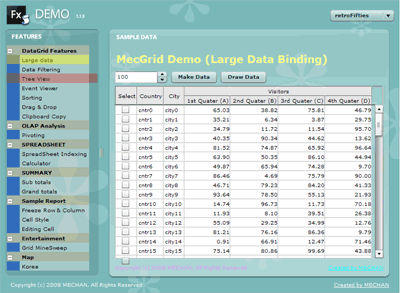 Fx DEMO 1.1.5
retroFifties
FEATURES
DataGrid Features
Large data
Data Filtering
Tree View
Event Viewer
Sorting
Drag & Drop
Clipboard Copy
OLAP Analysis
Pivoting
SPREADSHEET
SpreadSheet Indexing
Calculator
SUMMARY
Sub totals
Grand totals
Sample Report
Freeze Row & Column
Cell Style
Editing Cell
Entertainment
Grid MineSweep
Map
Korea
SAMPLE DATA
MecGrid Demo (Large Data Binding)
100 Make Data Draw Data
Select Country City Visitors
1st Quater (A) 2nd Quater (B) 3rd Quater (C) 4th Quater (D)
cntr0 city0 65.03 38.82 75.81 46.79
cntr1 city1 35.21 6.34 3.87 29.75
cntr2 city2 34.79 11.72 11.54 95.70
cntr3 city3 40.35 90.34 44.62 13.62
cntr4 city4 81.52 74.87 65.92 96.64
cntr5 city5 63.90 50.35 86.10 44.94
cntr6 city6 49.87 65.94 74.28 9.70
cntr7 city7 86.46 4.69 75.79 90.00
cntr8 city8 46.71 79.23 84.20 41.33
cntr9 city9 93.64 78.50 55.13 21.93
cntr10 city10 14.74 96.73 11.73 70.18
cntr11 city11 11.93 8.10 39.51 26.38
cntr12 city12 55.09 29.25 34.99 12.76
cntr13 city13 81.21 76.16 86.36 9.79
cntr14 city14 0.91 66.91 12.47 71.46
cntr15 city15 75.14 80.86 99.69 43.88
Copyright (c) 2008 MECHAN. All Rights Reserved.
Created by MECHAN